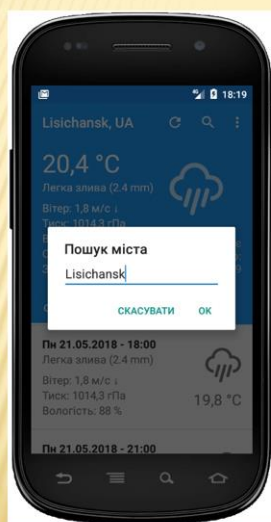 18:19
Lisichansk, UA
20,4 °C
Легка злива (2.4 mm)
Вітер: 1,8 м/с ↓
Тиск: 1014,3 гПа
Пошук міста
Lisichansk
СКАСУВАТИ OK
Пн 21.05.2018 - 18:00
Легка злива (2.4 mm)
Вітер: 1,8 м/с ↓
Тиск: 1014,3 гПа
Вологість: 88 %
19,8 °C
Пн 21.05.2018 - 21:00